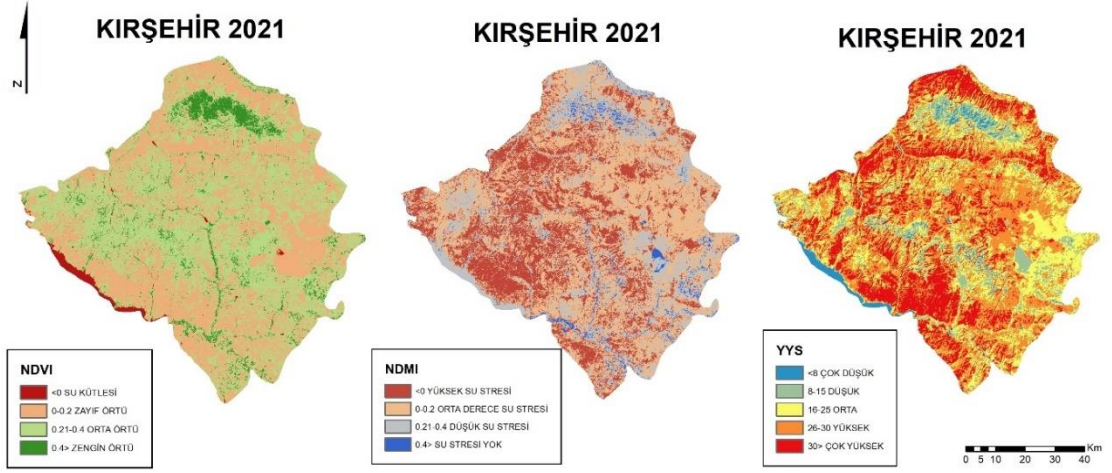 N
KIRŞEHİR 2021
KIRŞEHİR 2021
KIRŞEHİR 2021
NDVI
<0 SU KÜTLESİ
0-0.2 ZAYIF ÖRTÜ
0.21-0.4 ORTA ÖRTÜ
0.4> ZENGİN ÖRTÜ
NDMI
<0 YÜKSEK SU STRESİ
0-0.2 ORTA DERECE SU STRESİ
0.21-0.4 DÜŞÜK SU STRESİ
0.4> SU STRESİ YOK
YYS
<8 ÇOK DÜŞÜK
8-15 DÜŞÜK
16-25 ORTA
26-30 YÜKSEK
30> ÇOK YÜKSEK
Km
0 5 10 20 30 40